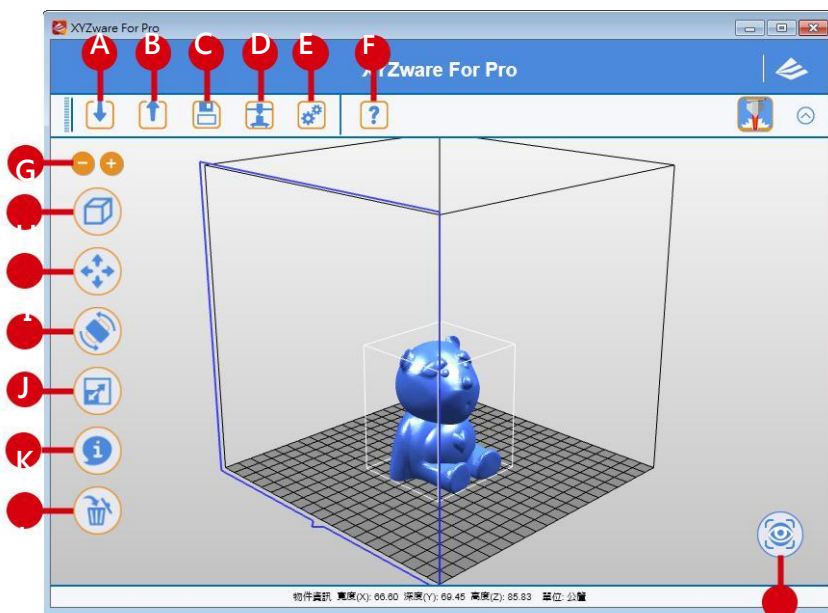 XYZware For Pro
A B C D E F
XYZware For Pro
G
J
K
物件資訊 寬度(X): 66.60 深度(Y): 69.45 高度(Z): 85.83 單位: 公釐